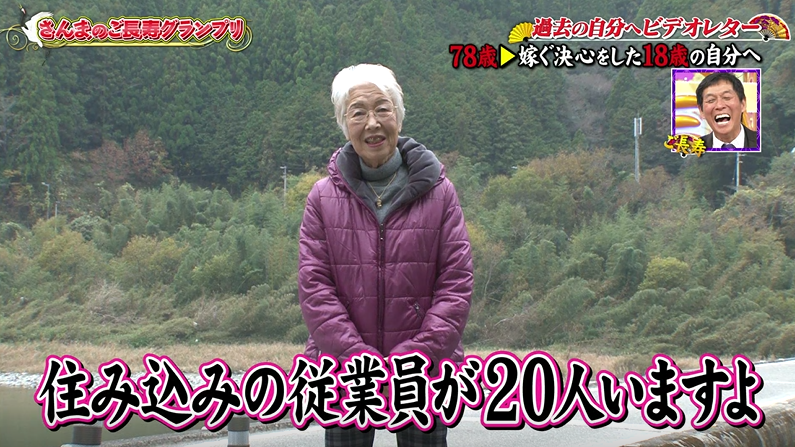 さんまのご長寿グランプリ
過去の自分へビデオレター
78歳▶嫁ぐ決心をした18歳の自分へ
ご長寿
住み込みの従業員が20人いますよ